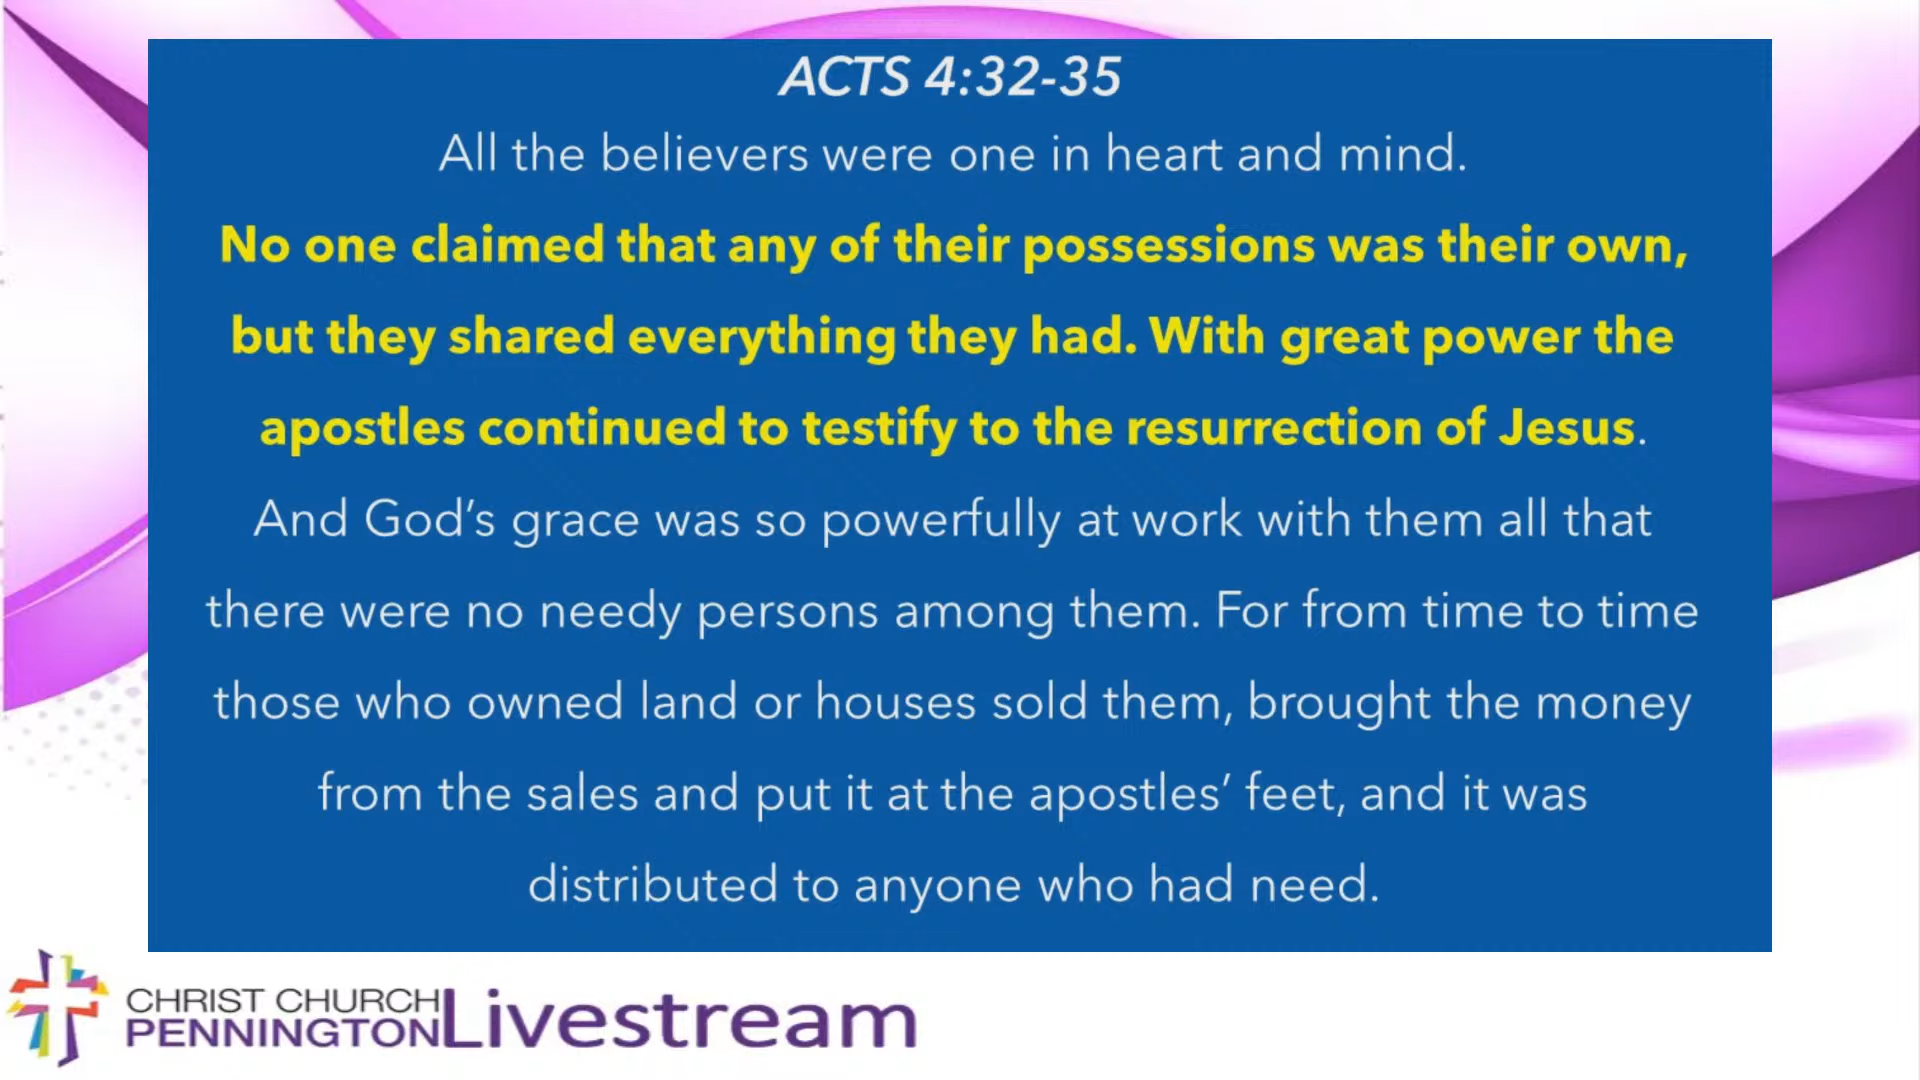 ACTS 4:32-35
All the believers were one in heart and mind.
No one claimed that any of their possessions was their own,
but they shared everything they had. With great power the
apostles continued to testify to the resurrection of Jesus.
And God’s grace was so powerfully at work with them all that
there were no needy persons among them. For from time to time
those who owned land or houses sold them, brought the money
from the sales and put it at the apostles’ feet, and it was
distributed to anyone who had need.
CHRIST CHURCH
PENNINGTON
Livestream